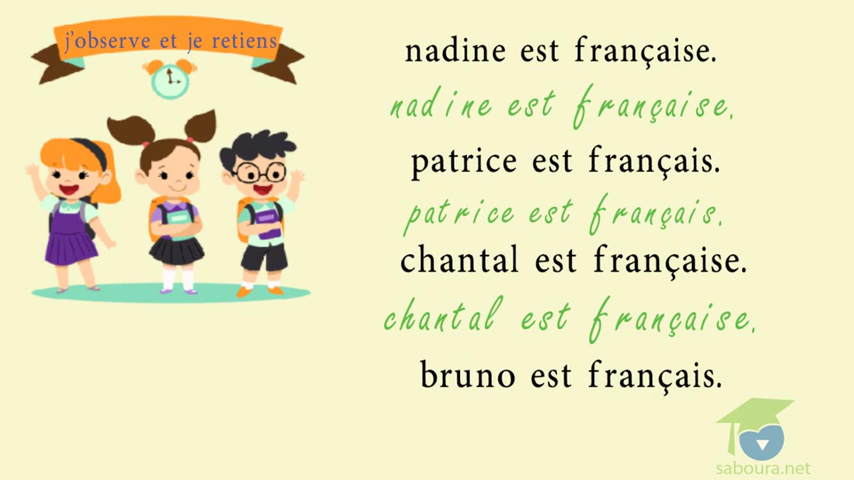 j'observe et je retiens
nadine est française.
nadine est française.
patrice est français.
patrice est français.
chantal est française.
chantal est française.
bruno est français.
saboura.net